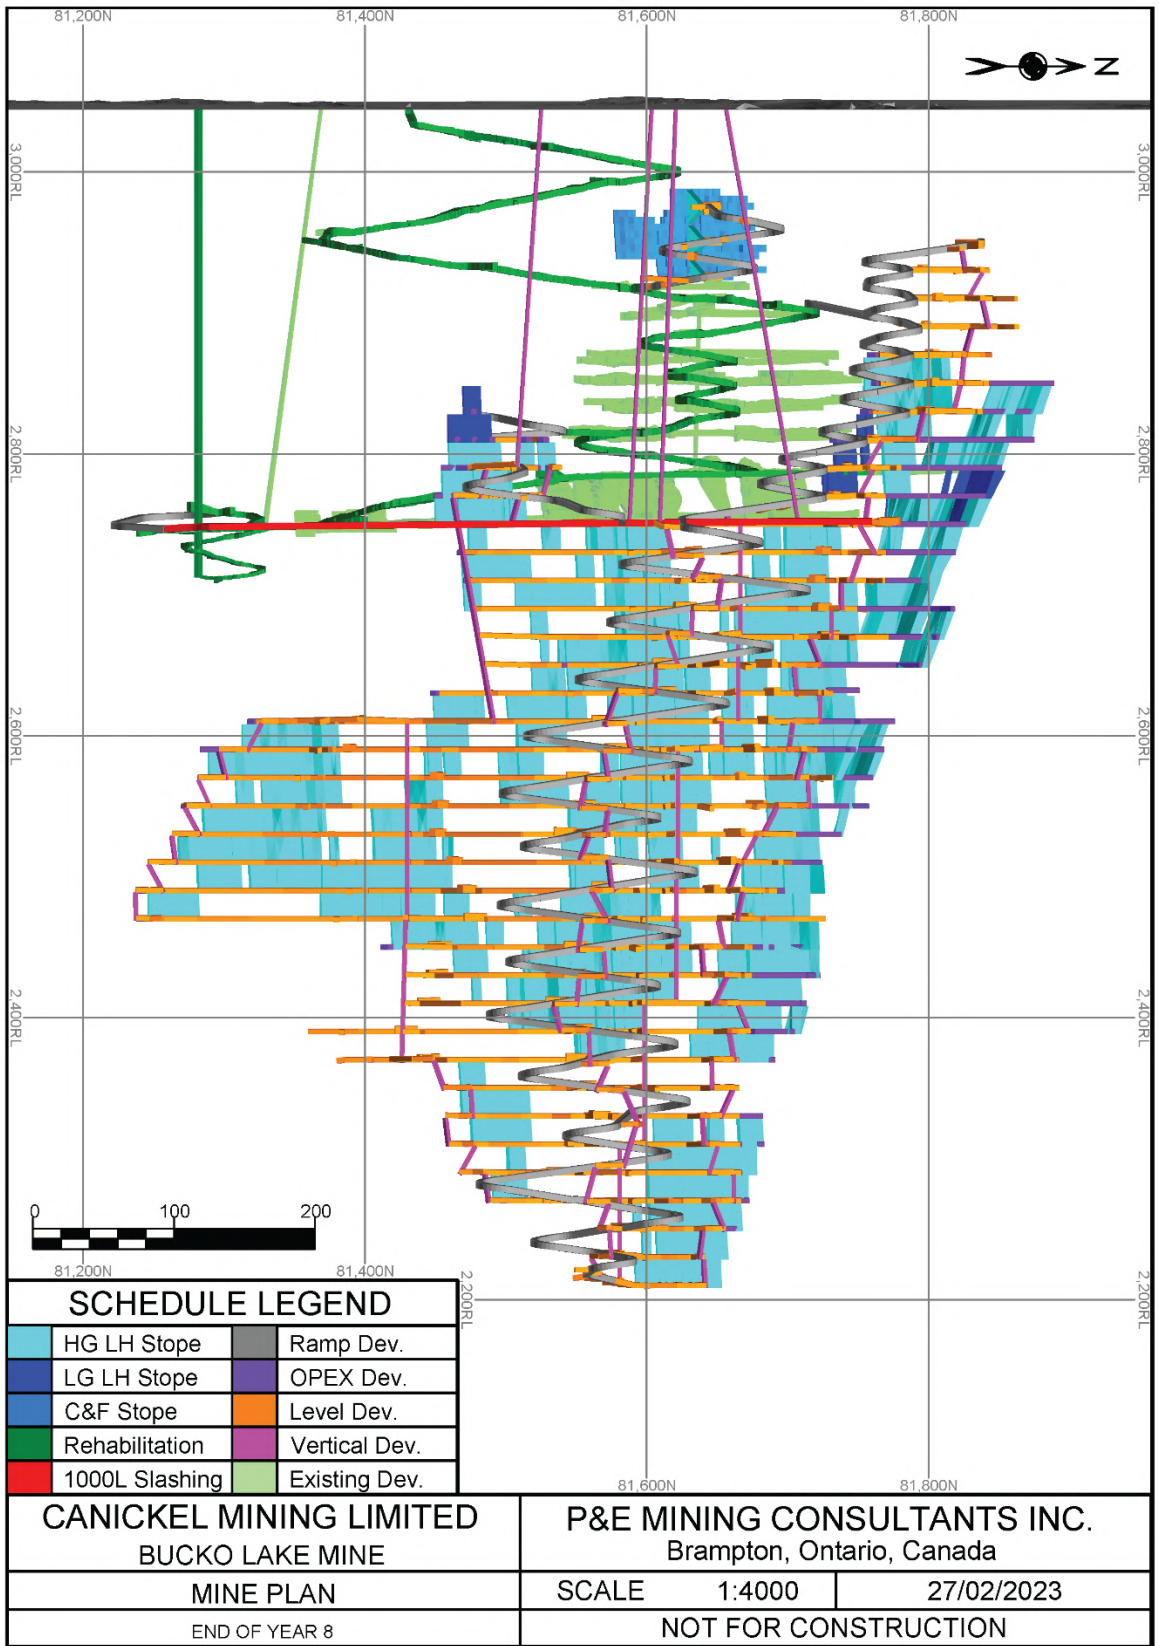 81,200N 81,400N 81,600N 81,800N
N
3,000RL 3,000RL
2,800RL 2,800RL
2,600RL 2,600RL
2,400RL 2,400RL
0 100 200
81,200N 81,400N
2,200RL 2,200RL
SCHEDULE LEGEND
HG LH Stope Ramp Dev.
LG LH Stope OPEX Dev.
C&F Stope Level Dev.
Rehabilitation Vertical Dev.
1000L Slashing Existing Dev.
81,600N 81,800N
CANICKEL MINING LIMITED
BUCKO LAKE MINE
P&E MINING CONSULTANTS INC.
Brampton, Ontario, Canada
MINE PLAN
SCALE 1:4000 27/02/2023
END OF YEAR 8
NOT FOR CONSTRUCTION